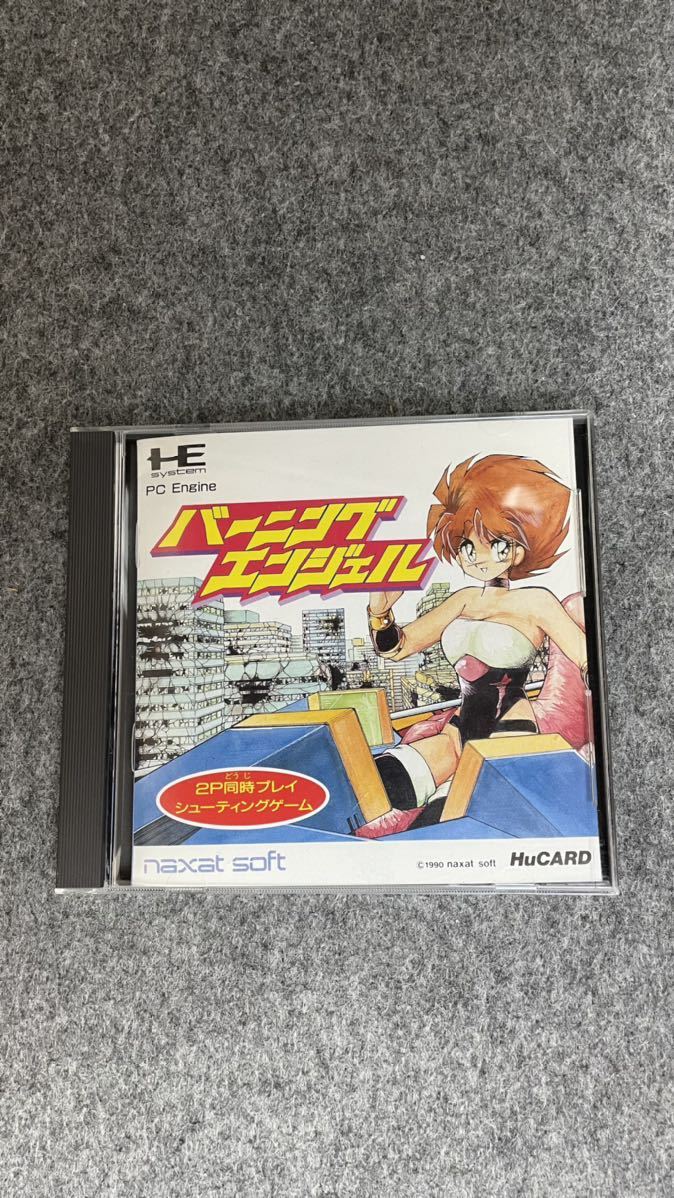 HE
system
PC Engine
バーニング
エンジェル
どうじ
2P同時プレイ
シューティングゲーム
naxat soft
©1990 naxat soft
HuCARD